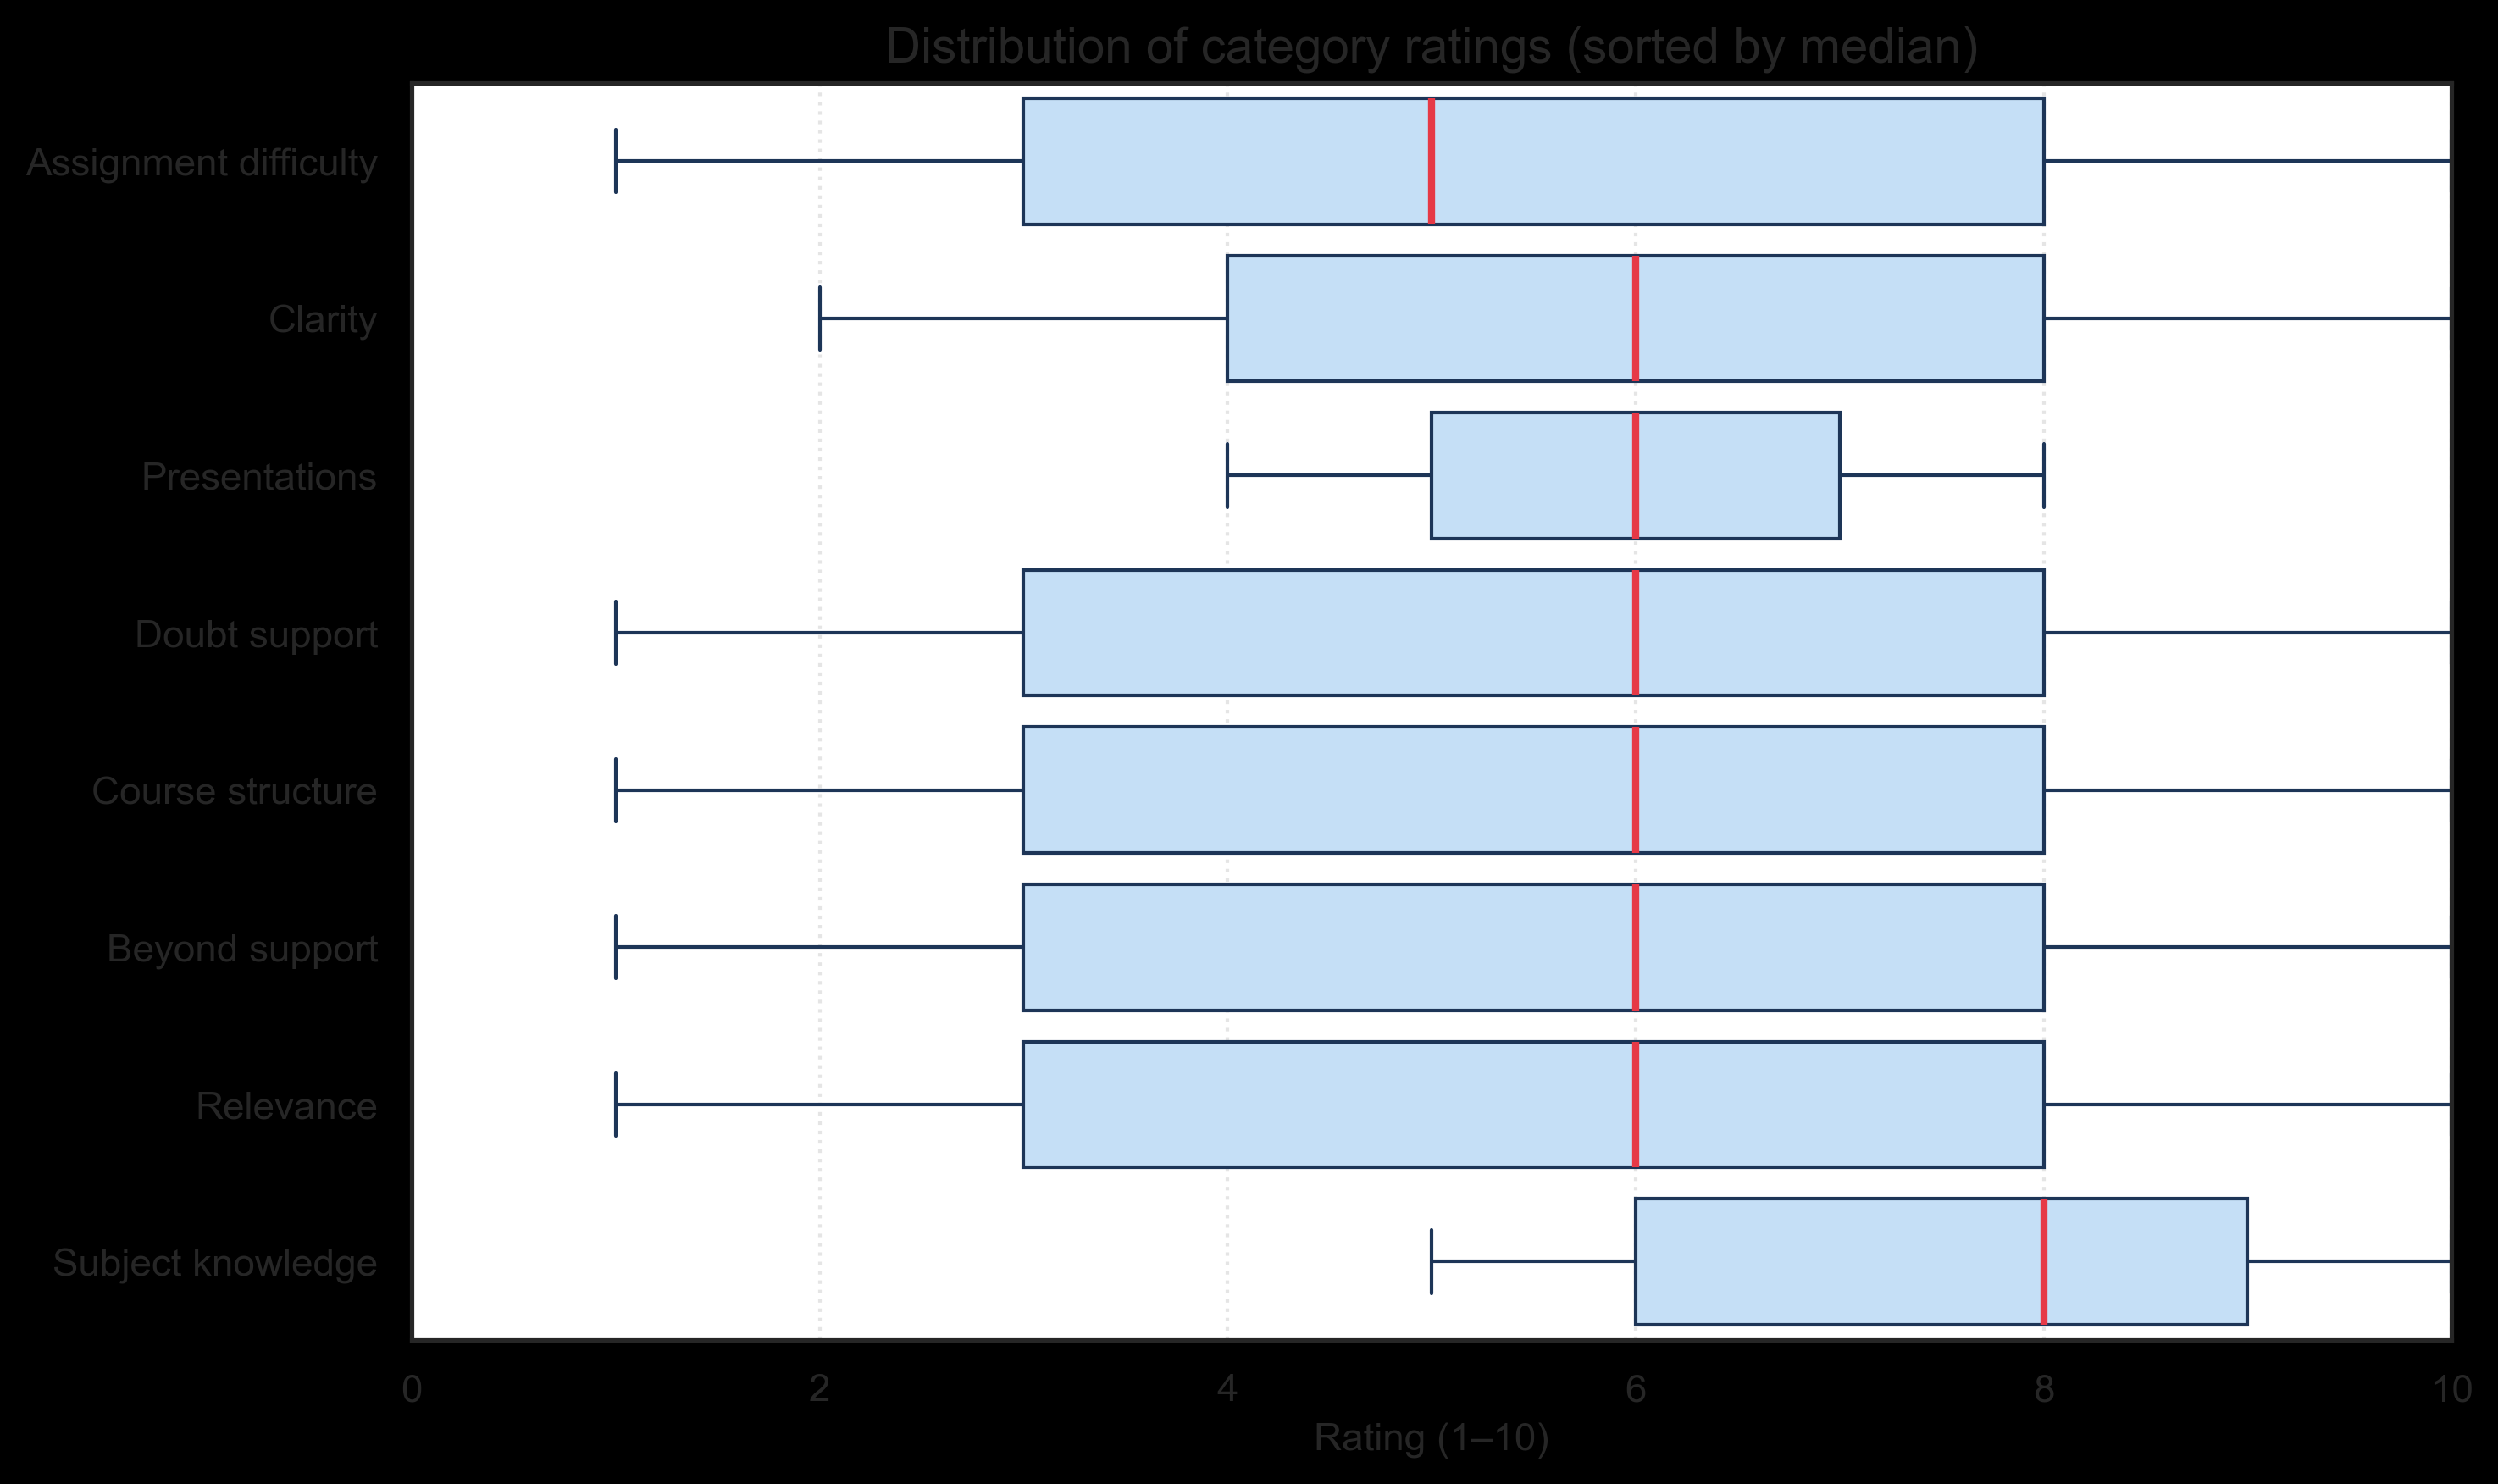 Distribution of category ratings (sorted by median)
Assignment difficulty
Clarity
Presentations
Doubt support
Course structure
Beyond support
Relevance
Subject knowledge
0 2 4 6 8 10
Rating (1–10)